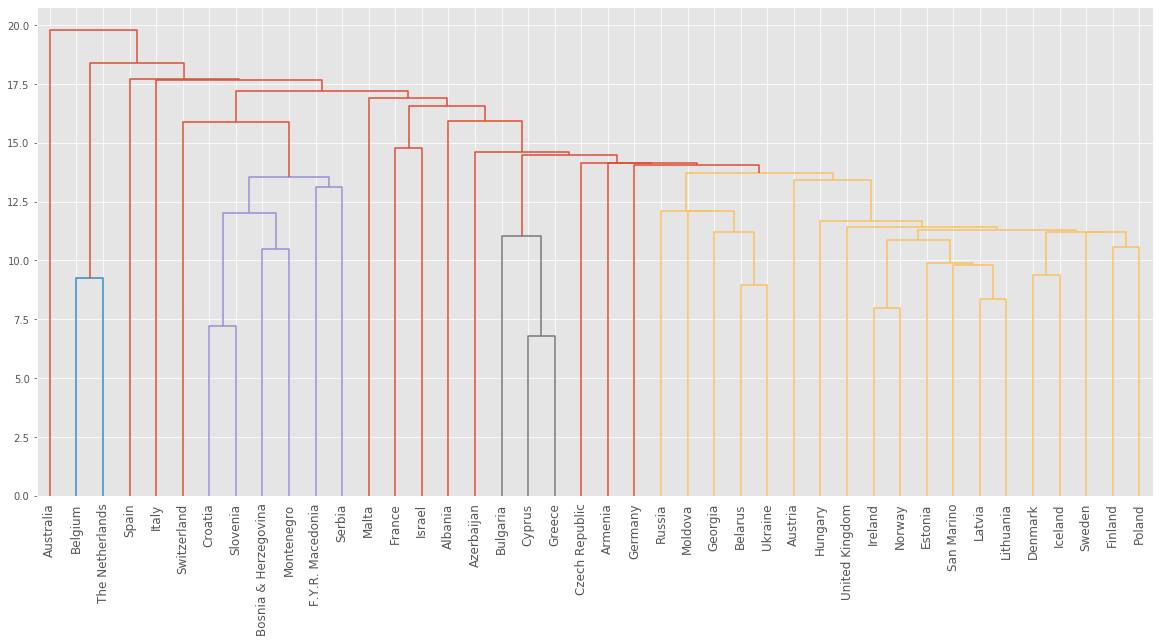 20.0
17.5
15.0
12.5
10.0
7.5
5.0
2.5
0.0
Australia
Belgium
The Netherlands
Spain
Italy
Switzerland
Croatia
Slovenia
Bosnia & Herzegovina
Montenegro
F.Y.R. Macedonia
Serbia
Malta
France
Israel
Albania
Azerbaijan
Bulgaria
Cyprus
Greece
Czech Republic
Armenia
Germany
Russia
Moldova
Georgia
Belarus
Ukraine
Austria
Hungary
United Kingdom
Ireland
Norway
Estonia
San Marino
Latvia
Lithuania
Denmark
Iceland
Sweden
Finland
Poland